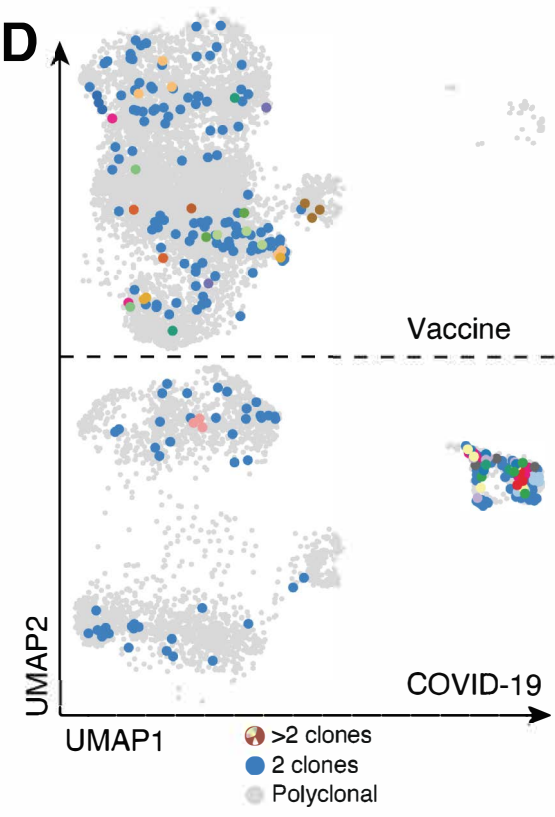 D
Vaccine
COVID-19
UMAP2
UMAP1
>2 clones
2 clones
Polyclonal